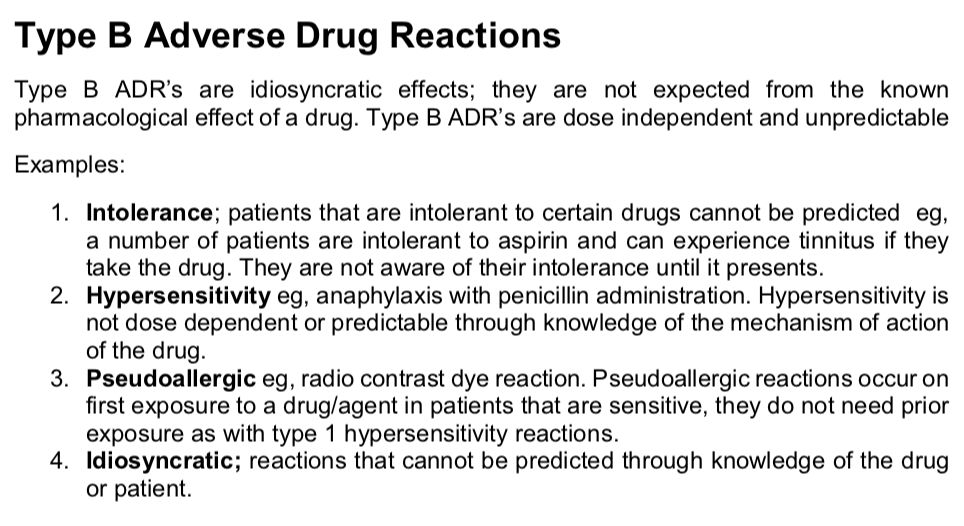 Type B Adverse Drug Reactions
Type B ADR's are idiosyncratic effects; they are not expected from the known
pharmacological effect of a drug. Type B ADR's are dose independent and unpredictable
Examples:
1. Intolerance; patients that are intolerant to certain drugs cannot be predicted eg,
a number of patients are intolerant to aspirin and can experience tinnitus if they
take the drug. They are not aware of their intolerance until it presents.
2. Hypersensitivity eg, anaphylaxis with penicillin administration. Hypersensitivity is
not dose dependent or predictable through knowledge of the mechanism of action
of the drug.
3. Pseudoallergic eg, radio contrast dye reaction. Pseudoallergic reactions occur on
first exposure to a drug/agent in patients that are sensitive, they do not need prior
exposure as with type 1 hypersensitivity reactions.
4. Idiosyncratic; reactions that cannot be predicted through knowledge of the drug
or patient.